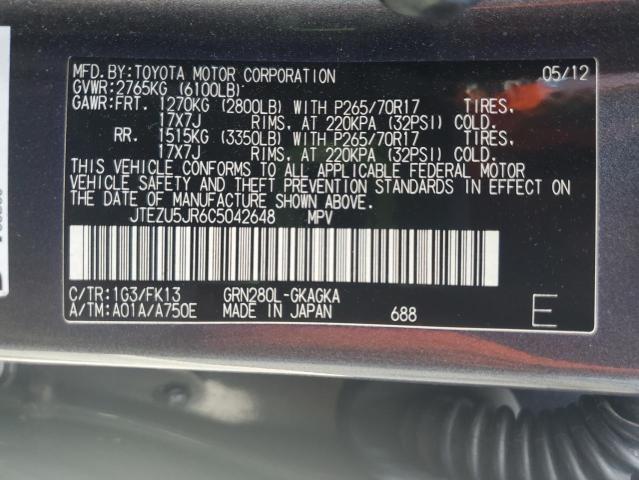 MFD. BY: TOYOTA MOTOR CORPORATION 05/12
GVWR: 2765KG (6100LB)
GAWR: FRT. 1270KG (2800LB) WITH P265/70R17 TIRES,
17X7J RIMS, AT 220KPA (32PSI) COLD.
RR. 1515KG (3350LB) WITH P265/70R17 TIRES,
17X7J RIMS, AT 220KPA (32PSI) COLD.
THIS VEHICLE CONFORMS TO ALL APPLICABLE FEDERAL MOTOR
VEHICLE SAFETY AND THEFT PREVENTION STANDARDS IN EFFECT ON
THE DATE OF MANUFACTURE SHOWN ABOVE.
JTEZU5JR6C5042648 MPV
C/TR: 1G3/FK13 GRN280L-GKAGKA
A/TM: A01A/A750E MADE IN JAPAN 688 E